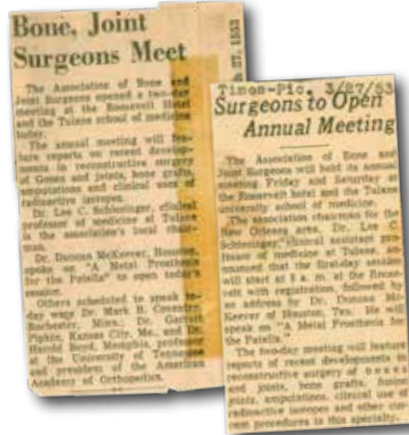 Bone, Joint
Surgeons Meet
The Association of Bone and
Joint Surgeons opened a two-day
meeting at the Roosevelt Hotel
and the Tulane school of medicine
today.
The annual meeting will fea-
ture reports on recent develop-
ments in reconstructive surgery
of bones and joints, bone grafts,
amputations and clinical uses of
radioactive isotopes.
Dr. Lee C. Schlesinger, clinical
professor of medicine at Tulane
is the association's local chair-
man.
Dr. Duncan McKeever, Houston,
spoke on "A Metal Prosthesis
for the Patella" to open today's
session.
Others scheduled to speak to-
day were Dr. Mark B. Coventry,
Rochester, Minn.; Dr. Garrett
Pipkin, Kansas City, Mo., and Dr.
Harold Boyd, Memphis, professor
at the University of Tennessee
and president of the American
Academy of Orthopedics.
27, 1953
Times-Pic. 3/27/53
Surgeons to Open
Annual Meeting
The Association of Bone and
Joint Surgeons will hold its annual
meeting Friday and Saturday at
the Roosevelt hotel and the Tulane
university school of medicine.
The association chairman for the
New Orleans area, Dr. Lee C.
Schlesinger, clinical assistant pro-
fessor of medicine at Tulane, an-
nounced that the first-day session
will start at 9 a. m. at the Roose-
velt with registration, followed by
an address by Dr. Duncan Mc-
Keever of Houston, Tex. He will
speak on "A Metal Prosthesis for
the Patella."
The two-day meeting will feature
reports of recent developments in
reconstructive surgery of bones
and joints, bone grafts, fusion
joints, amputations, clinical use of
radioactive isotopes and other cur-
rent procedures in this specialty.